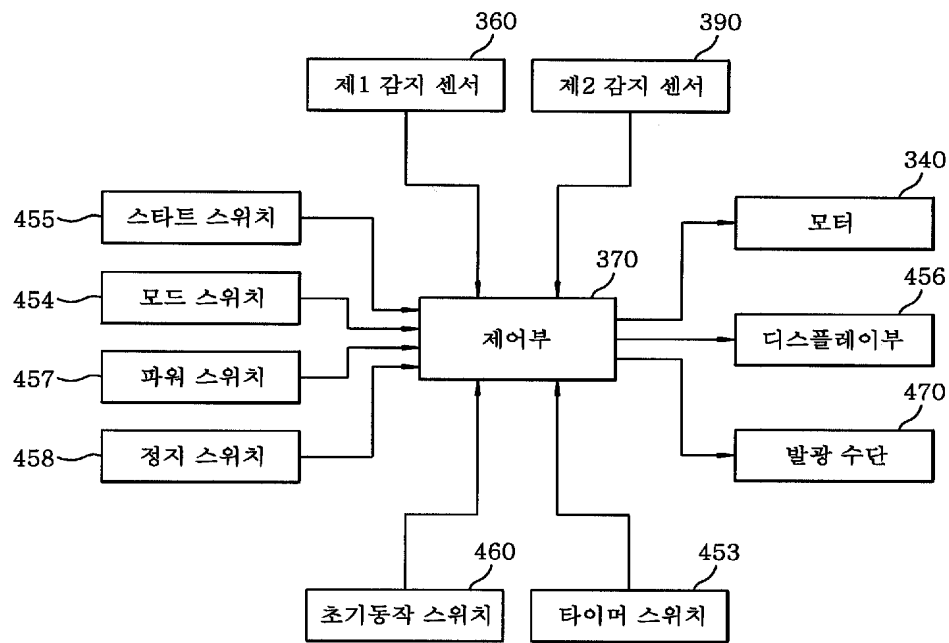 360
390
제1 감지 센서
제2 감지 센서
340
455
스타트 스위치
모터
370
454
모드 스위치
456
제어부
디스플레이부
457
파워 스위치
470
458
정지 스위치
발광 수단
460
453
초기동작 스위치
타이머 스위치